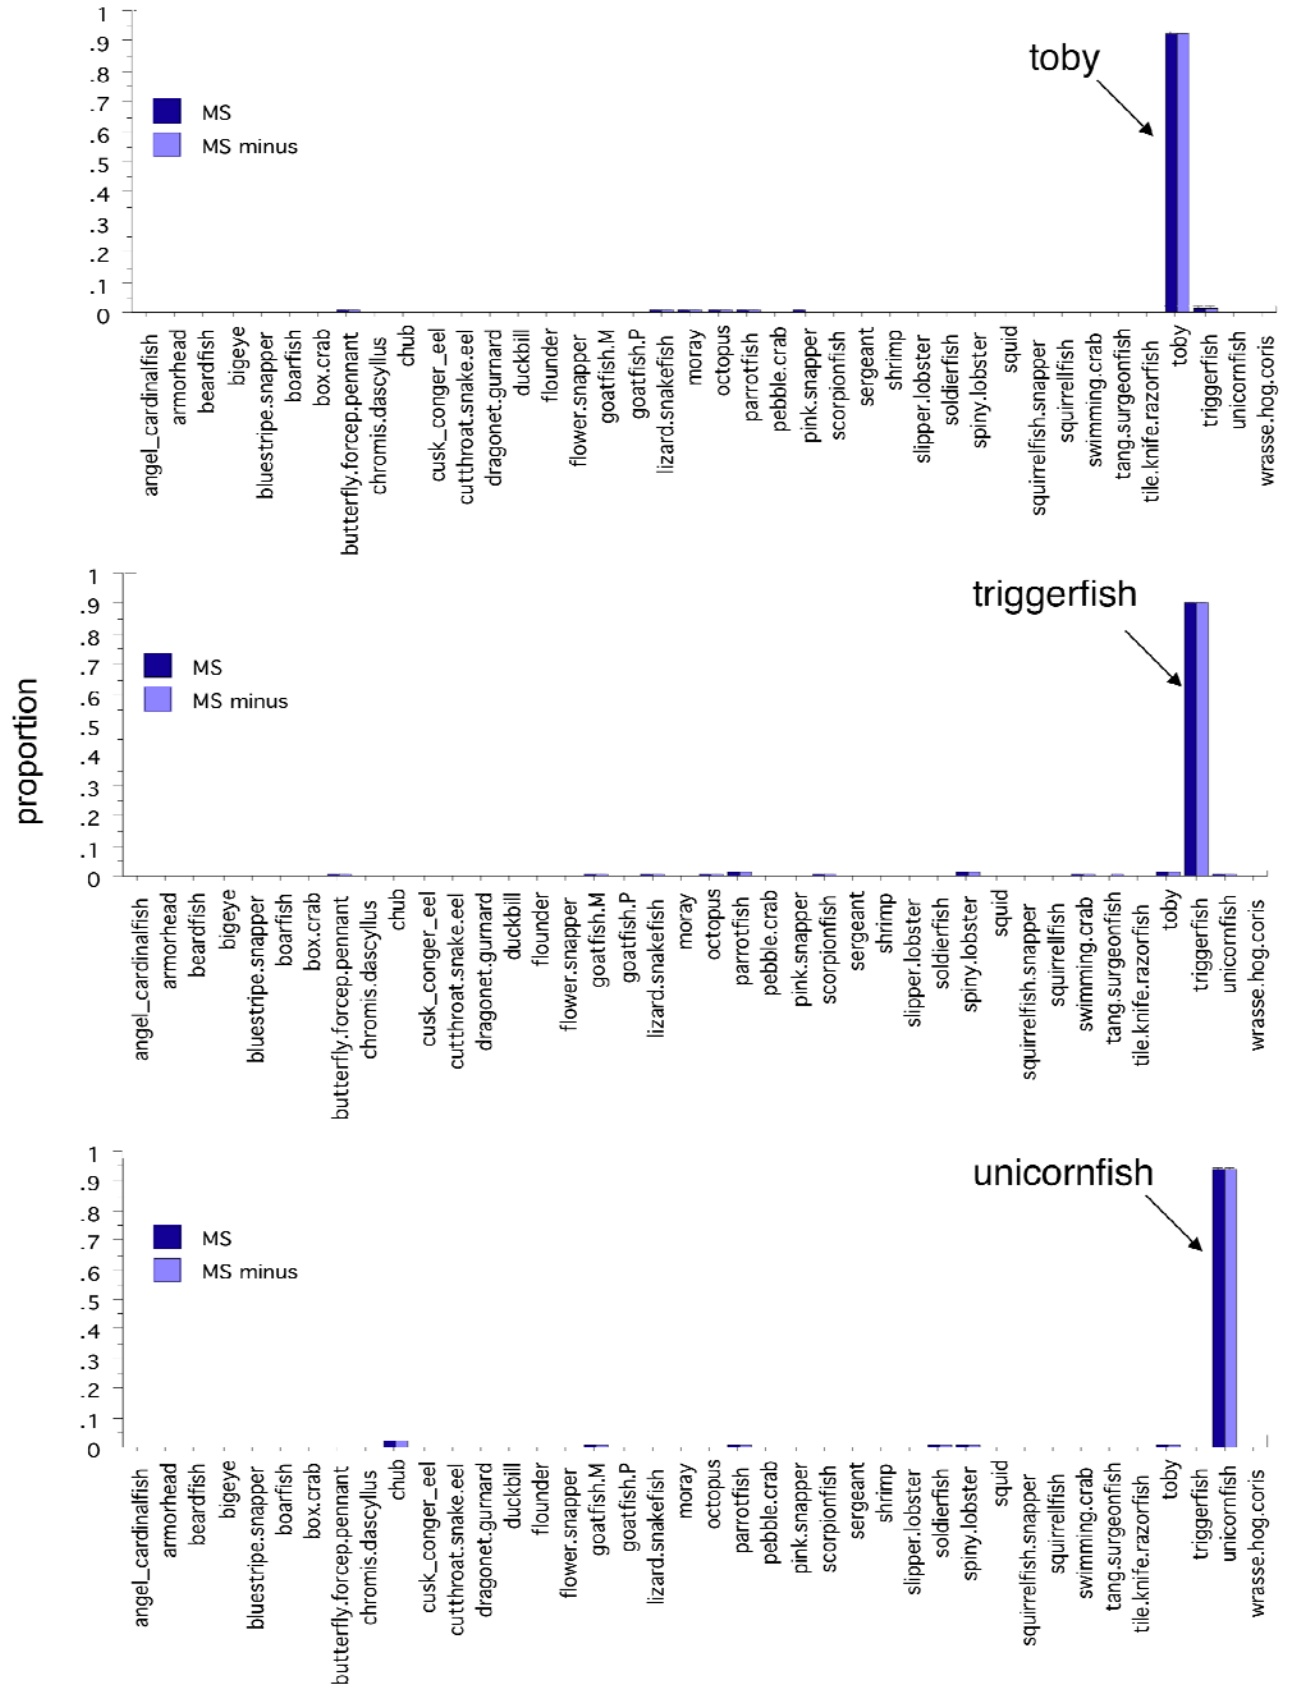 1
.9
.8
.7
.6
.5
.4
.3
.2
.1
0
MS
MS minus
toby
angel_cardinalfish
armorhead
beardfish
bigeye
bluestripe.snapper
boarfish
box.crab
butterfly.forcep.pennant
chromis.dascyllus
chub
cusk_conger_eel
cutthroat.snake.eel
dragonet.gurnard
duckbill
flounder
flower.snapper
goatfish.M
goatfish.P
lizard.snakefish
moray
octopus
parrotfish
pebble.crab
pink.snapper
scorpionfish
sergeant
shrimp
slipper.lobster
soldierfish
spiny.lobster
squid
squirrelfish.snapper
squirrellfish
swimming.crab
tang.surgeonfish
tile.knife.razorfish
toby
triggerfish
unicornfish
wrasse.hog.coris
proportion
1
.9
.8
.7
.6
.5
.4
.3
.2
.1
0
MS
MS minus
triggerfish
angel_cardinalfish
armorhead
beardfish
bigeye
bluestripe.snapper
boarfish
box.crab
butterfly.forcep.pennant
chromis.dascyllus
chub
cusk_conger_eel
cutthroat.snake.eel
dragonet.gurnard
duckbill
flounder
flower.snapper
goatfish.M
goatfish.P
lizard.snakefish
moray
octopus
parrotfish
pebble.crab
pink.snapper
scorpionfish
sergeant
shrimp
slipper.lobster
soldierfish
spiny.lobster
squid
squirrelfish.snapper
squirrellfish
swimming.crab
tang.surgeonfish
tile.knife.razorfish
toby
triggerfish
unicornfish
wrasse.hog.coris
1
.9
.8
.7
.6
.5
.4
.3
.2
.1
0
MS
MS minus
unicornfish
angel_cardinalfish
armorhead
beardfish
bigeye
bluestripe.snapper
boarfish
box.crab
butterfly.forcep.pennant
chromis.dascyllus
chub
cusk_conger_eel
cutthroat.snake.eel
dragonet.gurnard
duckbill
flounder
flower.snapper
goatfish.M
goatfish.P
lizard.snakefish
moray
octopus
parrotfish
pebble.crab
pink.snapper
scorpionfish
sergeant
shrimp
slipper.lobster
soldierfish
spiny.lobster
squid
squirrelfish.snapper
squirrellfish
swimming.crab
tang.surgeonfish
tile.knife.razorfish
toby
triggerfish
unicornfish
wrasse.hog.coris